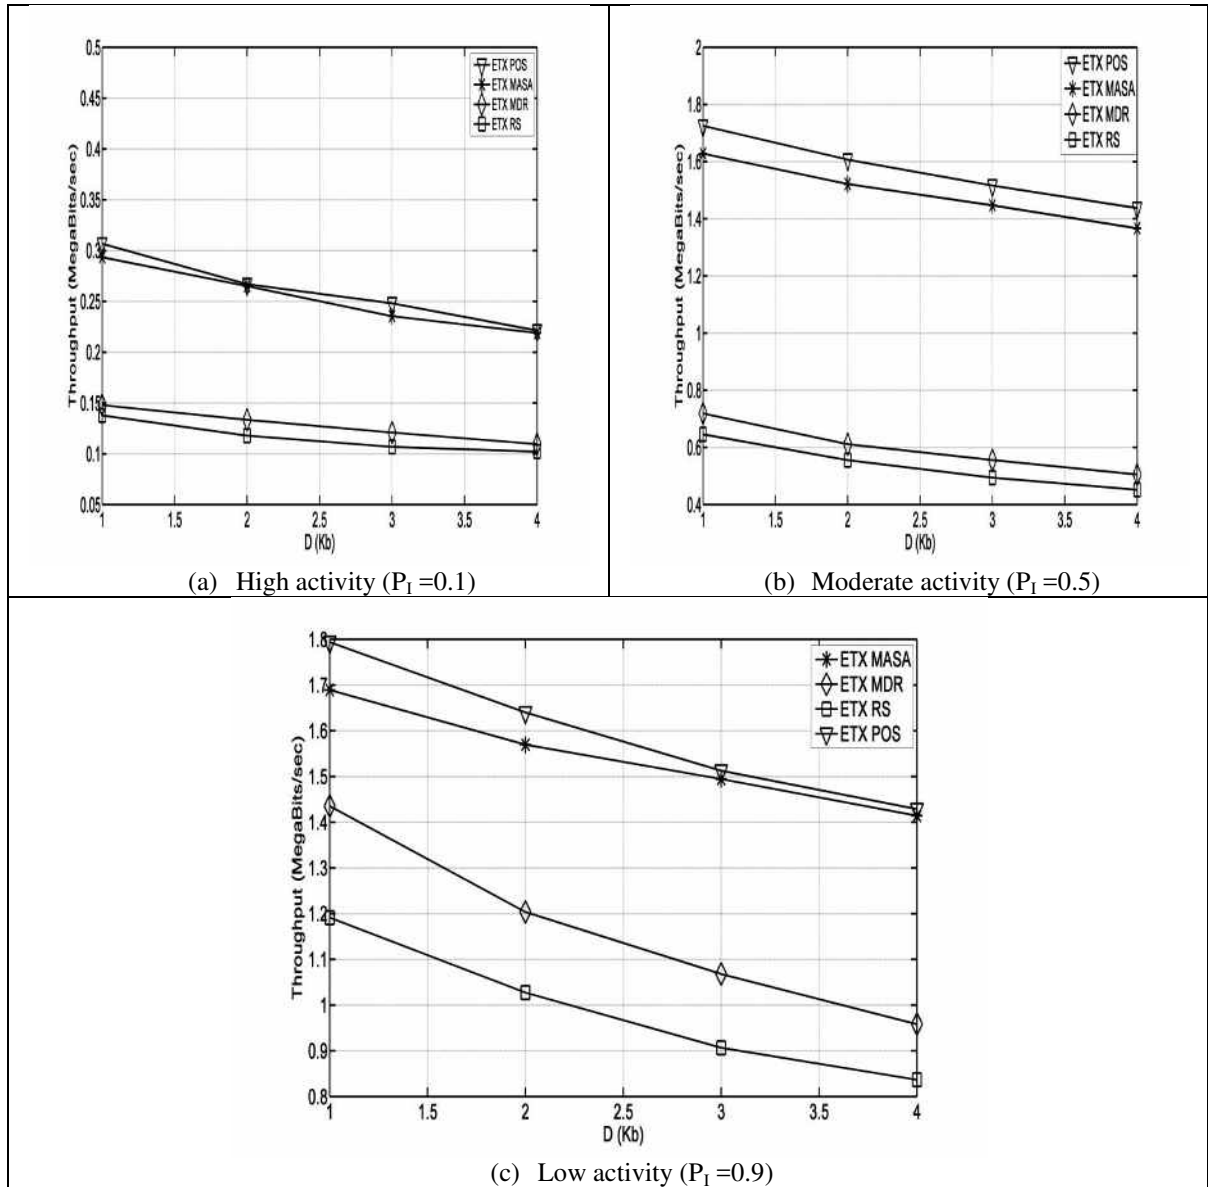 0.5
0.45
0.4
0.35
0.3
0.25
0.2
0.15
0.1
0.05
Throughput (MegaBits/sec)
ETX POS
ETX MASA
ETX MDR
ETX RS
1 1.5 2 2.5 3 3.5 4
D (Kb)
(a) High activity (P_I =0.1)
2
1.8
1.6
1.4
1.2
1
0.8
0.6
0.4
Throughput (MegaBits/sec)
ETX POS
ETX MASA
ETX MDR
ETX RS
1 1.5 2 2.5 3 3.5 4
D (Kb)
(b) Moderate activity (P_I =0.5)
1.8
1.7
1.6
1.5
1.4
1.3
1.2
1.1
1
0.9
0.8
Throughput (MegaBits/sec)
ETX MASA
ETX MDR
ETX RS
ETX POS
1 1.5 2 2.5 3 3.5 4
D (Kb)
(c) Low activity (P_I =0.9)